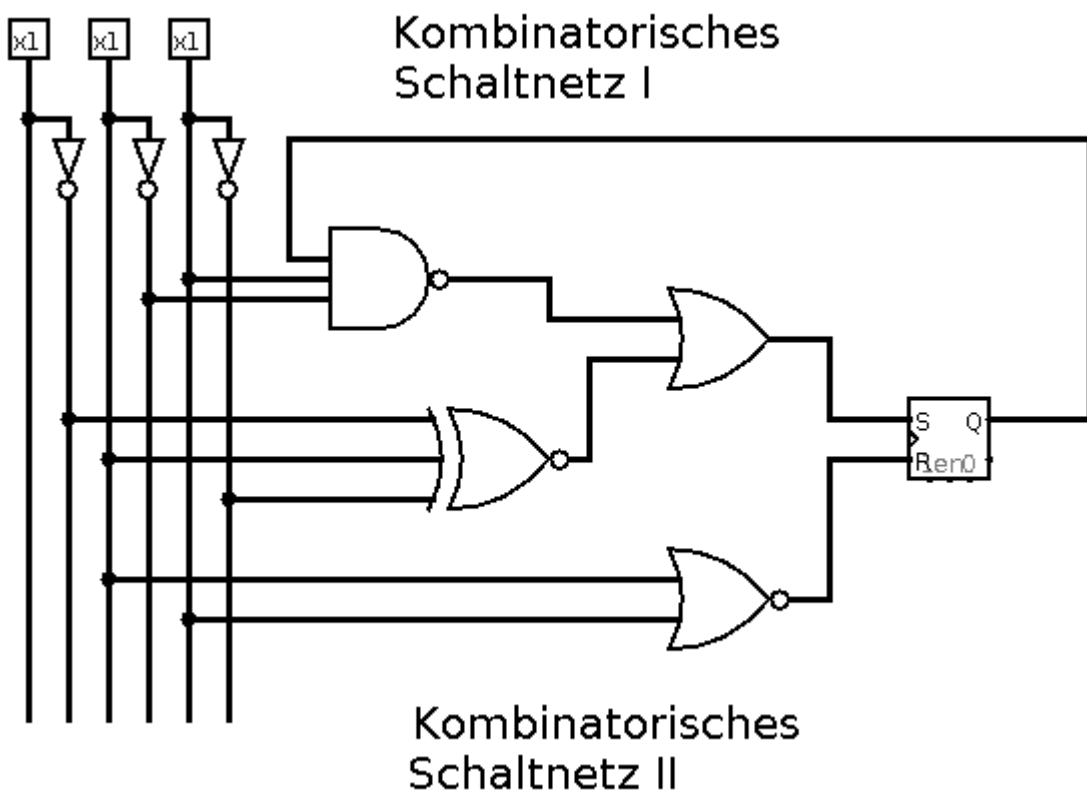 x1 x1 x1
Kombinatorisches
Schaltnetz I
S Q
R en0
Kombinatorisches
Schaltnetz II